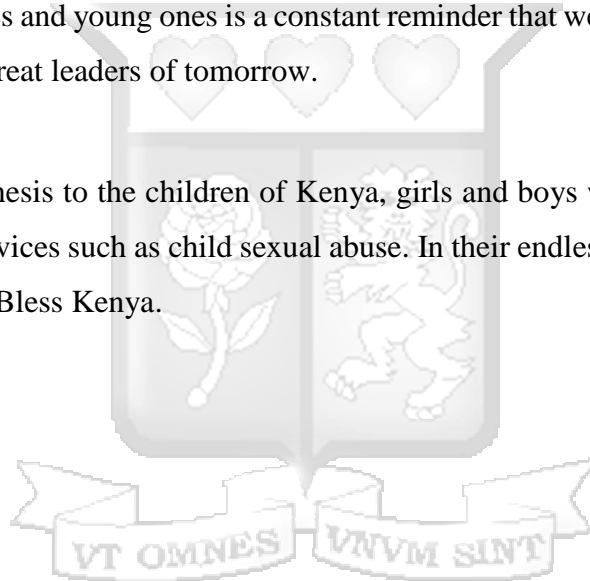 es and young ones is a constant reminder that we
reat leaders of tomorrow.
hesis to the children of Kenya, girls and boys
vices such as child sexual abuse. In their endles
Bless Kenya.
VT OMNES VNVM SINT